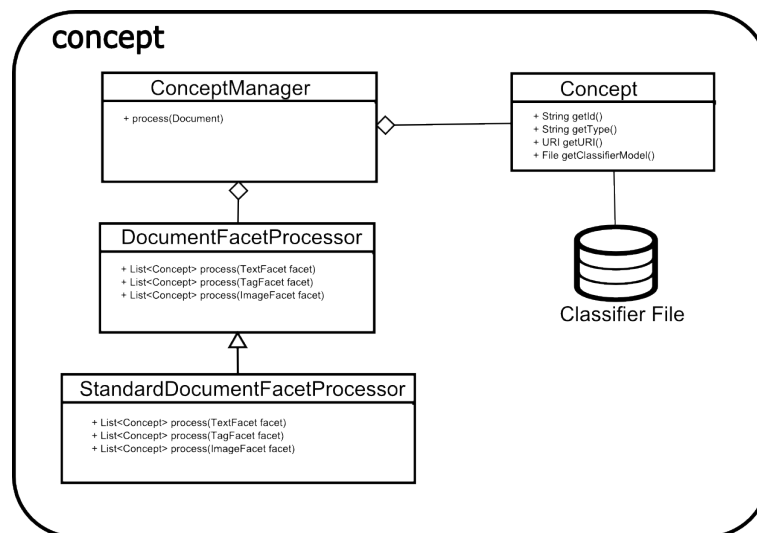 concept
ConceptManager
+ process(Document)
Concept
+ String getId()
+ String getType()
+ URI getURI()
+ File getClassifierModel()
DocumentFacetProcessor
+ List<Concept> process(TextFacet facet)
+ List<Concept> process(TagFacet facet)
+ List<Concept> process(ImageFacet facet)
Classifier File
StandardDocumentFacetProcessor
+ List<Concept> process(TextFacet facet)
+ List<Concept> process(TagFacet facet)
+ List<Concept> process(ImageFacet facet)